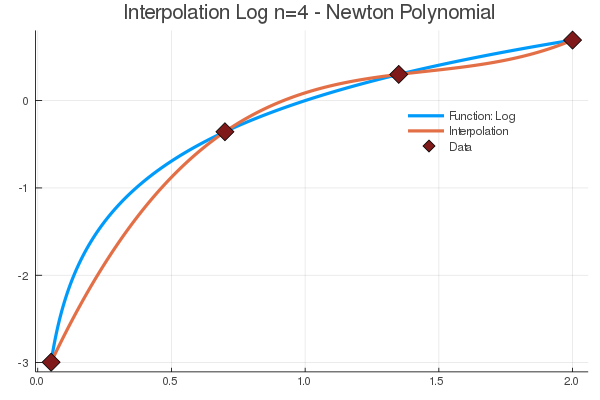 Interpolation Log n=4 - Newton Polynomial
0
-1
-2
-3
Function: Log
Interpolation
Data
0.0 0.5 1.0 1.5 2.0